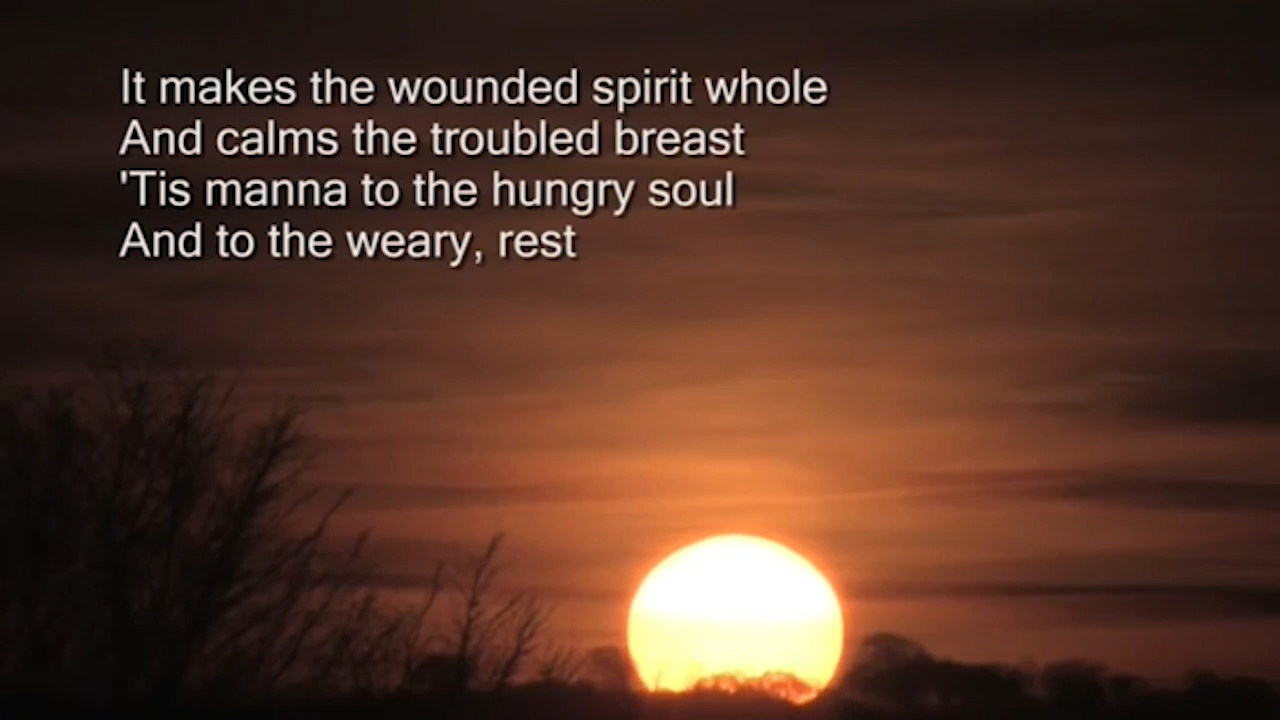 It makes the wounded spirit whole
And calms the troubled breast
'Tis manna to the hungry soul
And to the weary, rest